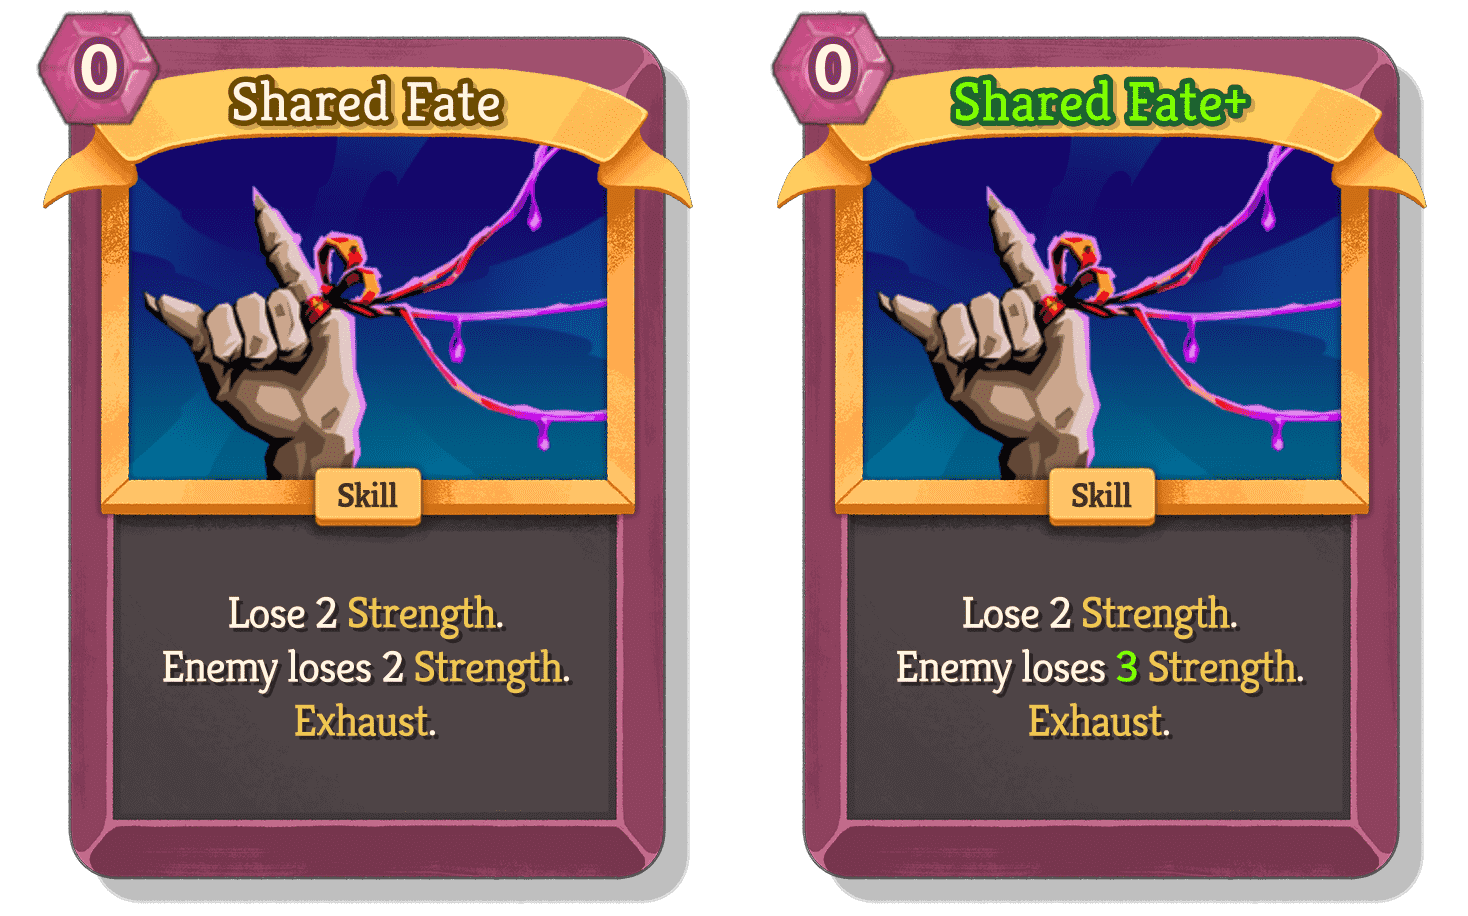 0
Shared Fate
Skill
Lose 2 Strength.
Enemy loses 2 Strength.
Exhaust.
0
Shared Fate+
Skill
Lose 2 Strength.
Enemy loses 3 Strength.
Exhaust.